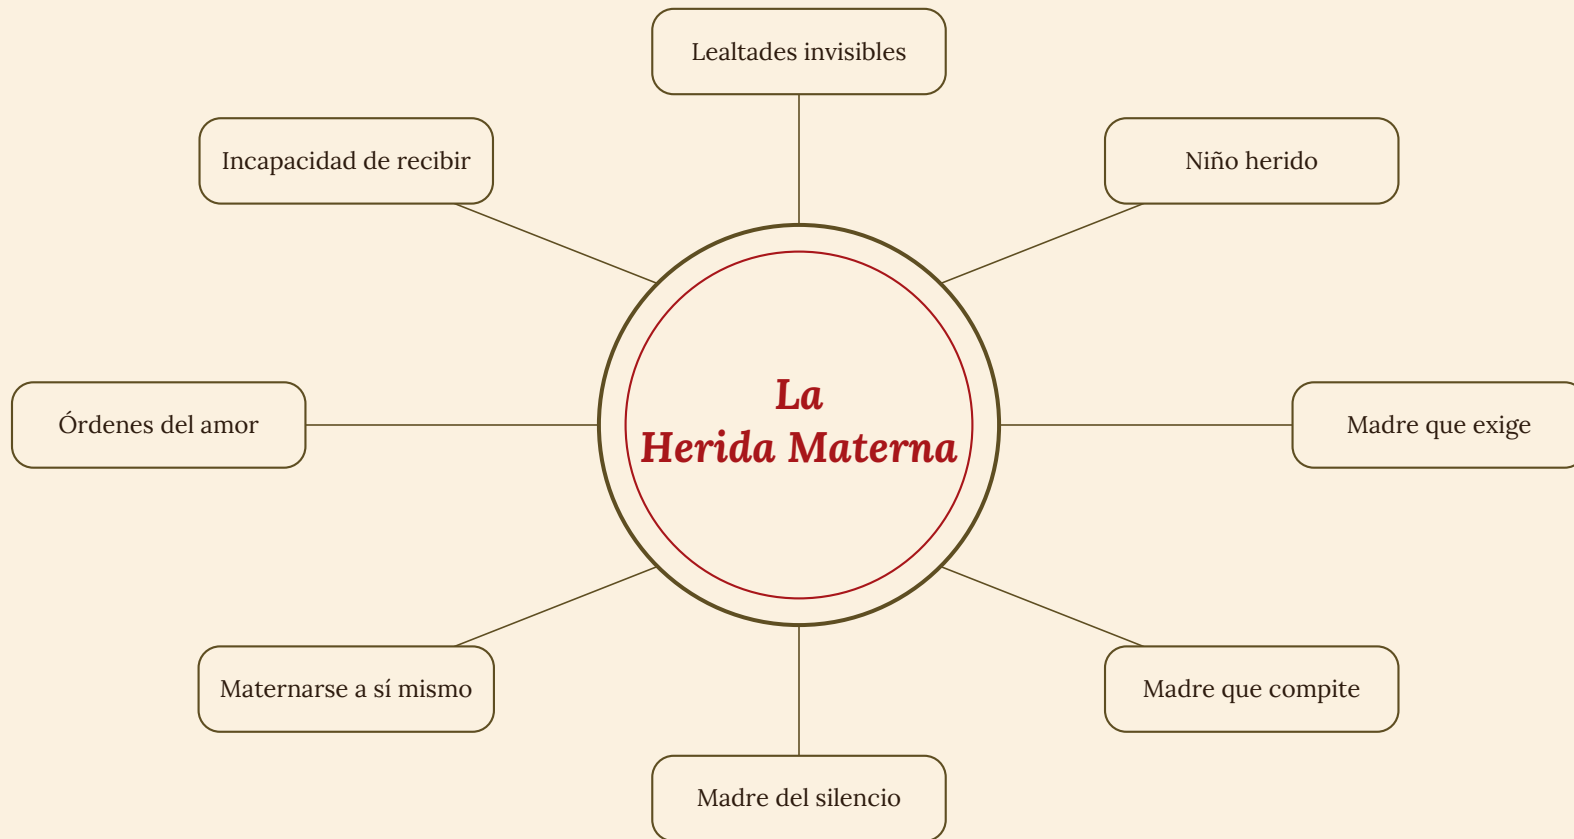 Lealtades invisibles
Incapacidad de recibir
Niño herido
La
Herida Materna
Órdenes del amor
Madre que exige
Maternarse a sí mismo
Madre que compite
Madre del silencio